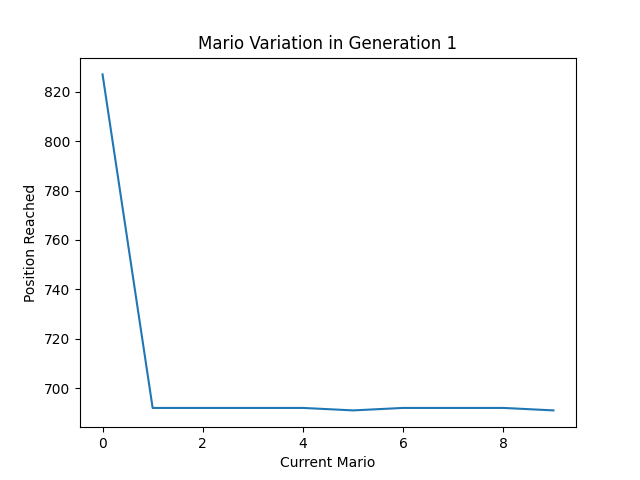 Mario Variation in Generation 1
820
800
780
760
740
720
700
Position Reached
0 2 4 6 8
Current Mario